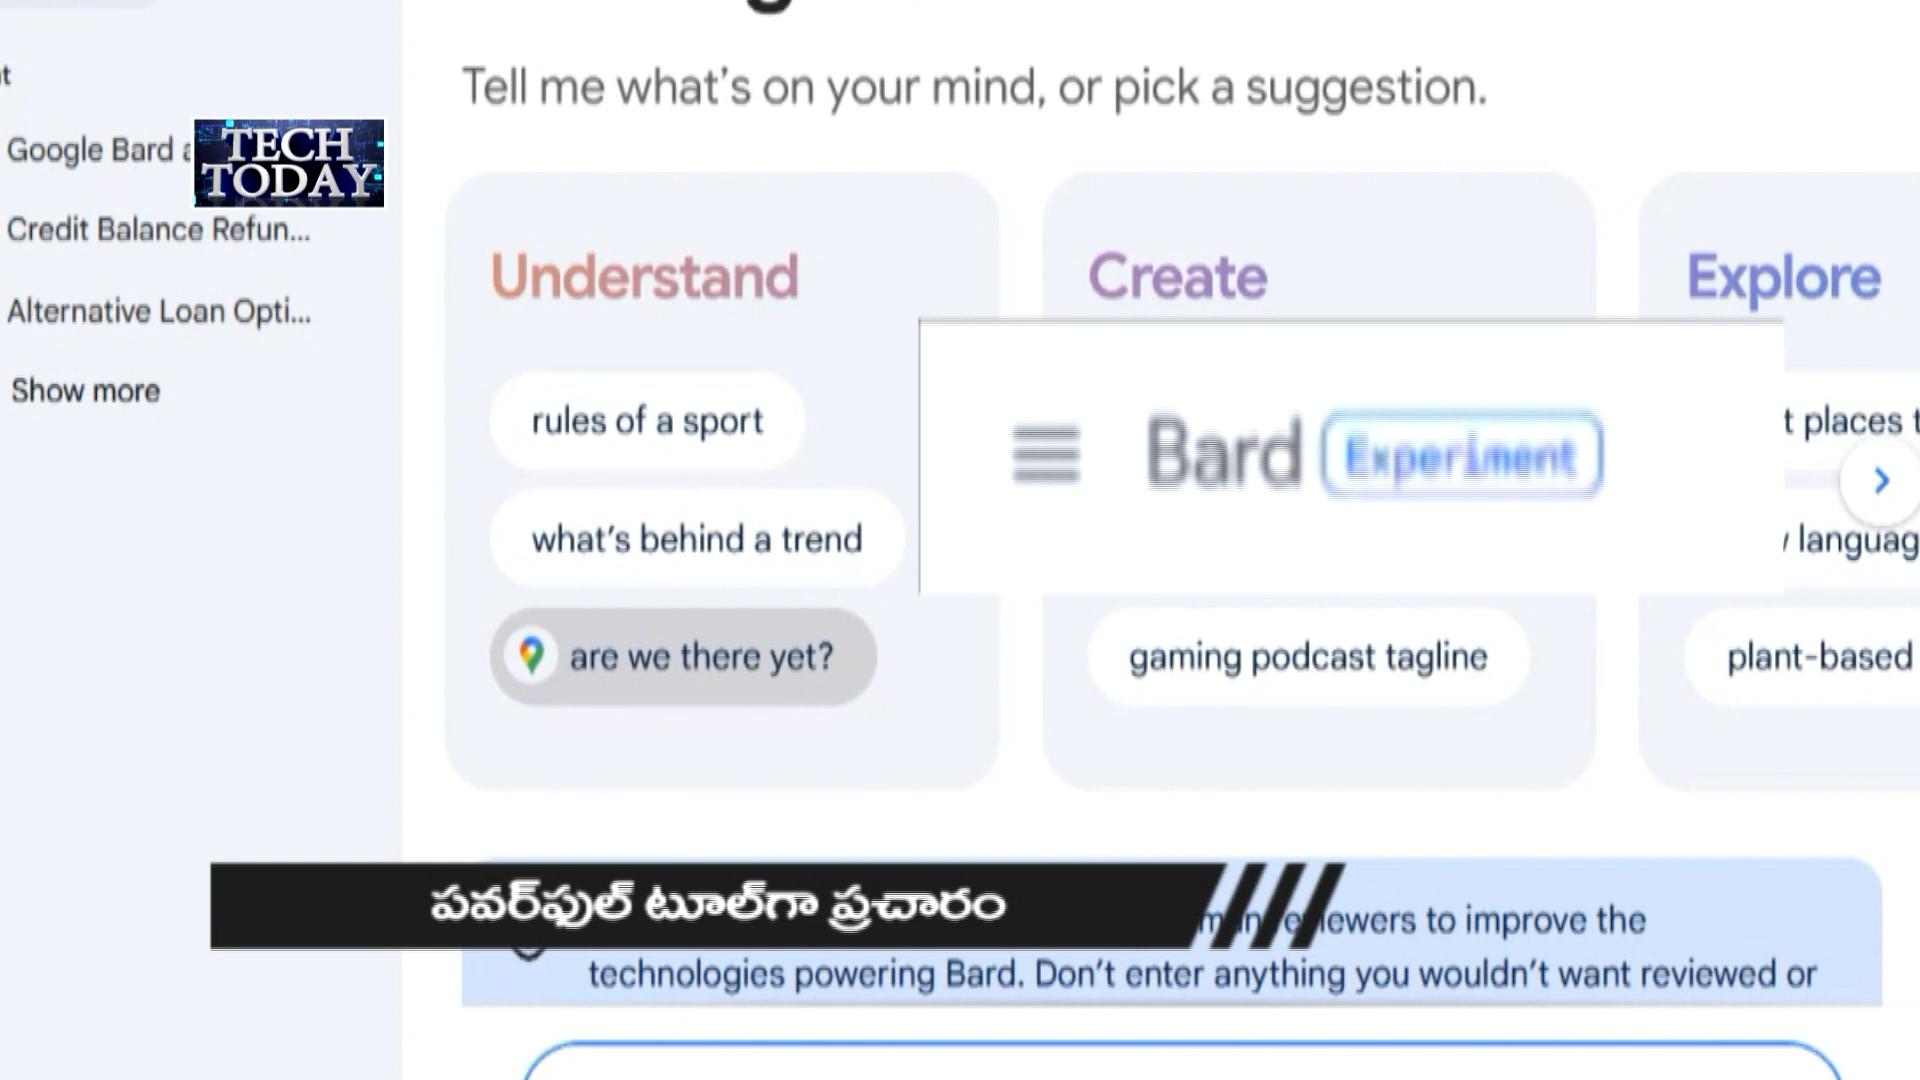 Tell me what's on your mind, or pick a suggestion.
Google Bard
TECH
TODAY
Credit Balance Refun...
Alternative Loan Opti...
Show more
Understand
rules of a sport
what's behind a trend
are we there yet?
Create
Bard Experiment
gaming podcast tagline
Explore
places
plant-based
పవర్‌ఫుల్ టూల్‌గా ప్రచారం
to improve the
technologies powering Bard. Don't enter anything you wouldn't want reviewed or